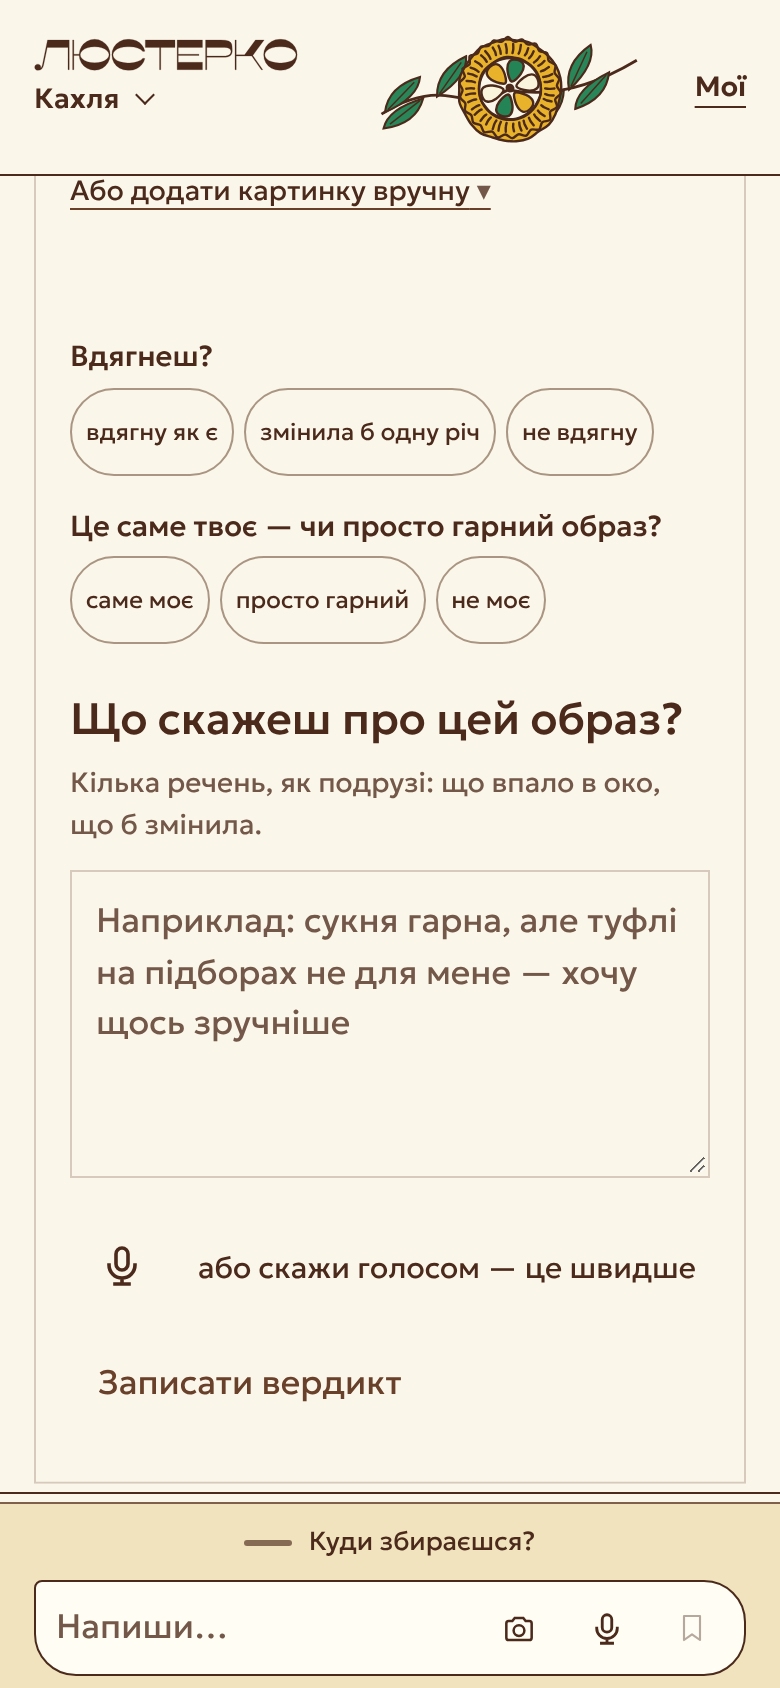 ЛЮСТЕРКО
Кахля
Мої
Або додати картинку вручну ▾
Вдягнеш?
вдягну як є
змінила б одну річ
не вдягну
Це саме твоє — чи просто гарний образ?
саме моє
просто гарний
не моє
Що скажеш про цей образ?
Кілька речень, як подрузі: що впало в око,
що б змінила.
Наприклад: сукня гарна, але туфлі
на підборах не для мене — хочу
щось зручніше
або скажи голосом — це швидше
Записати вердикт
Куди збираєшся?
Напиши...